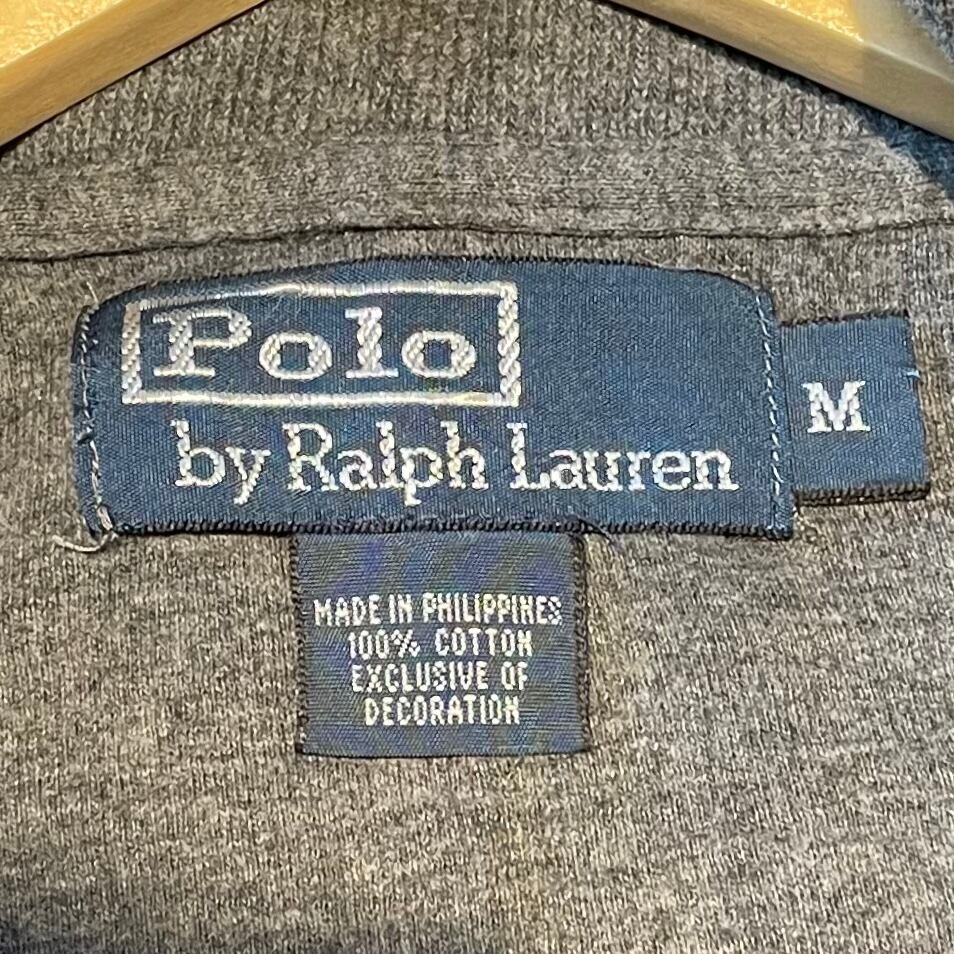 Polo
by Ralph Lauren
M
MADE IN PHILIPPINES
100% COTTON
EXCLUSIVE OF
DECORATION